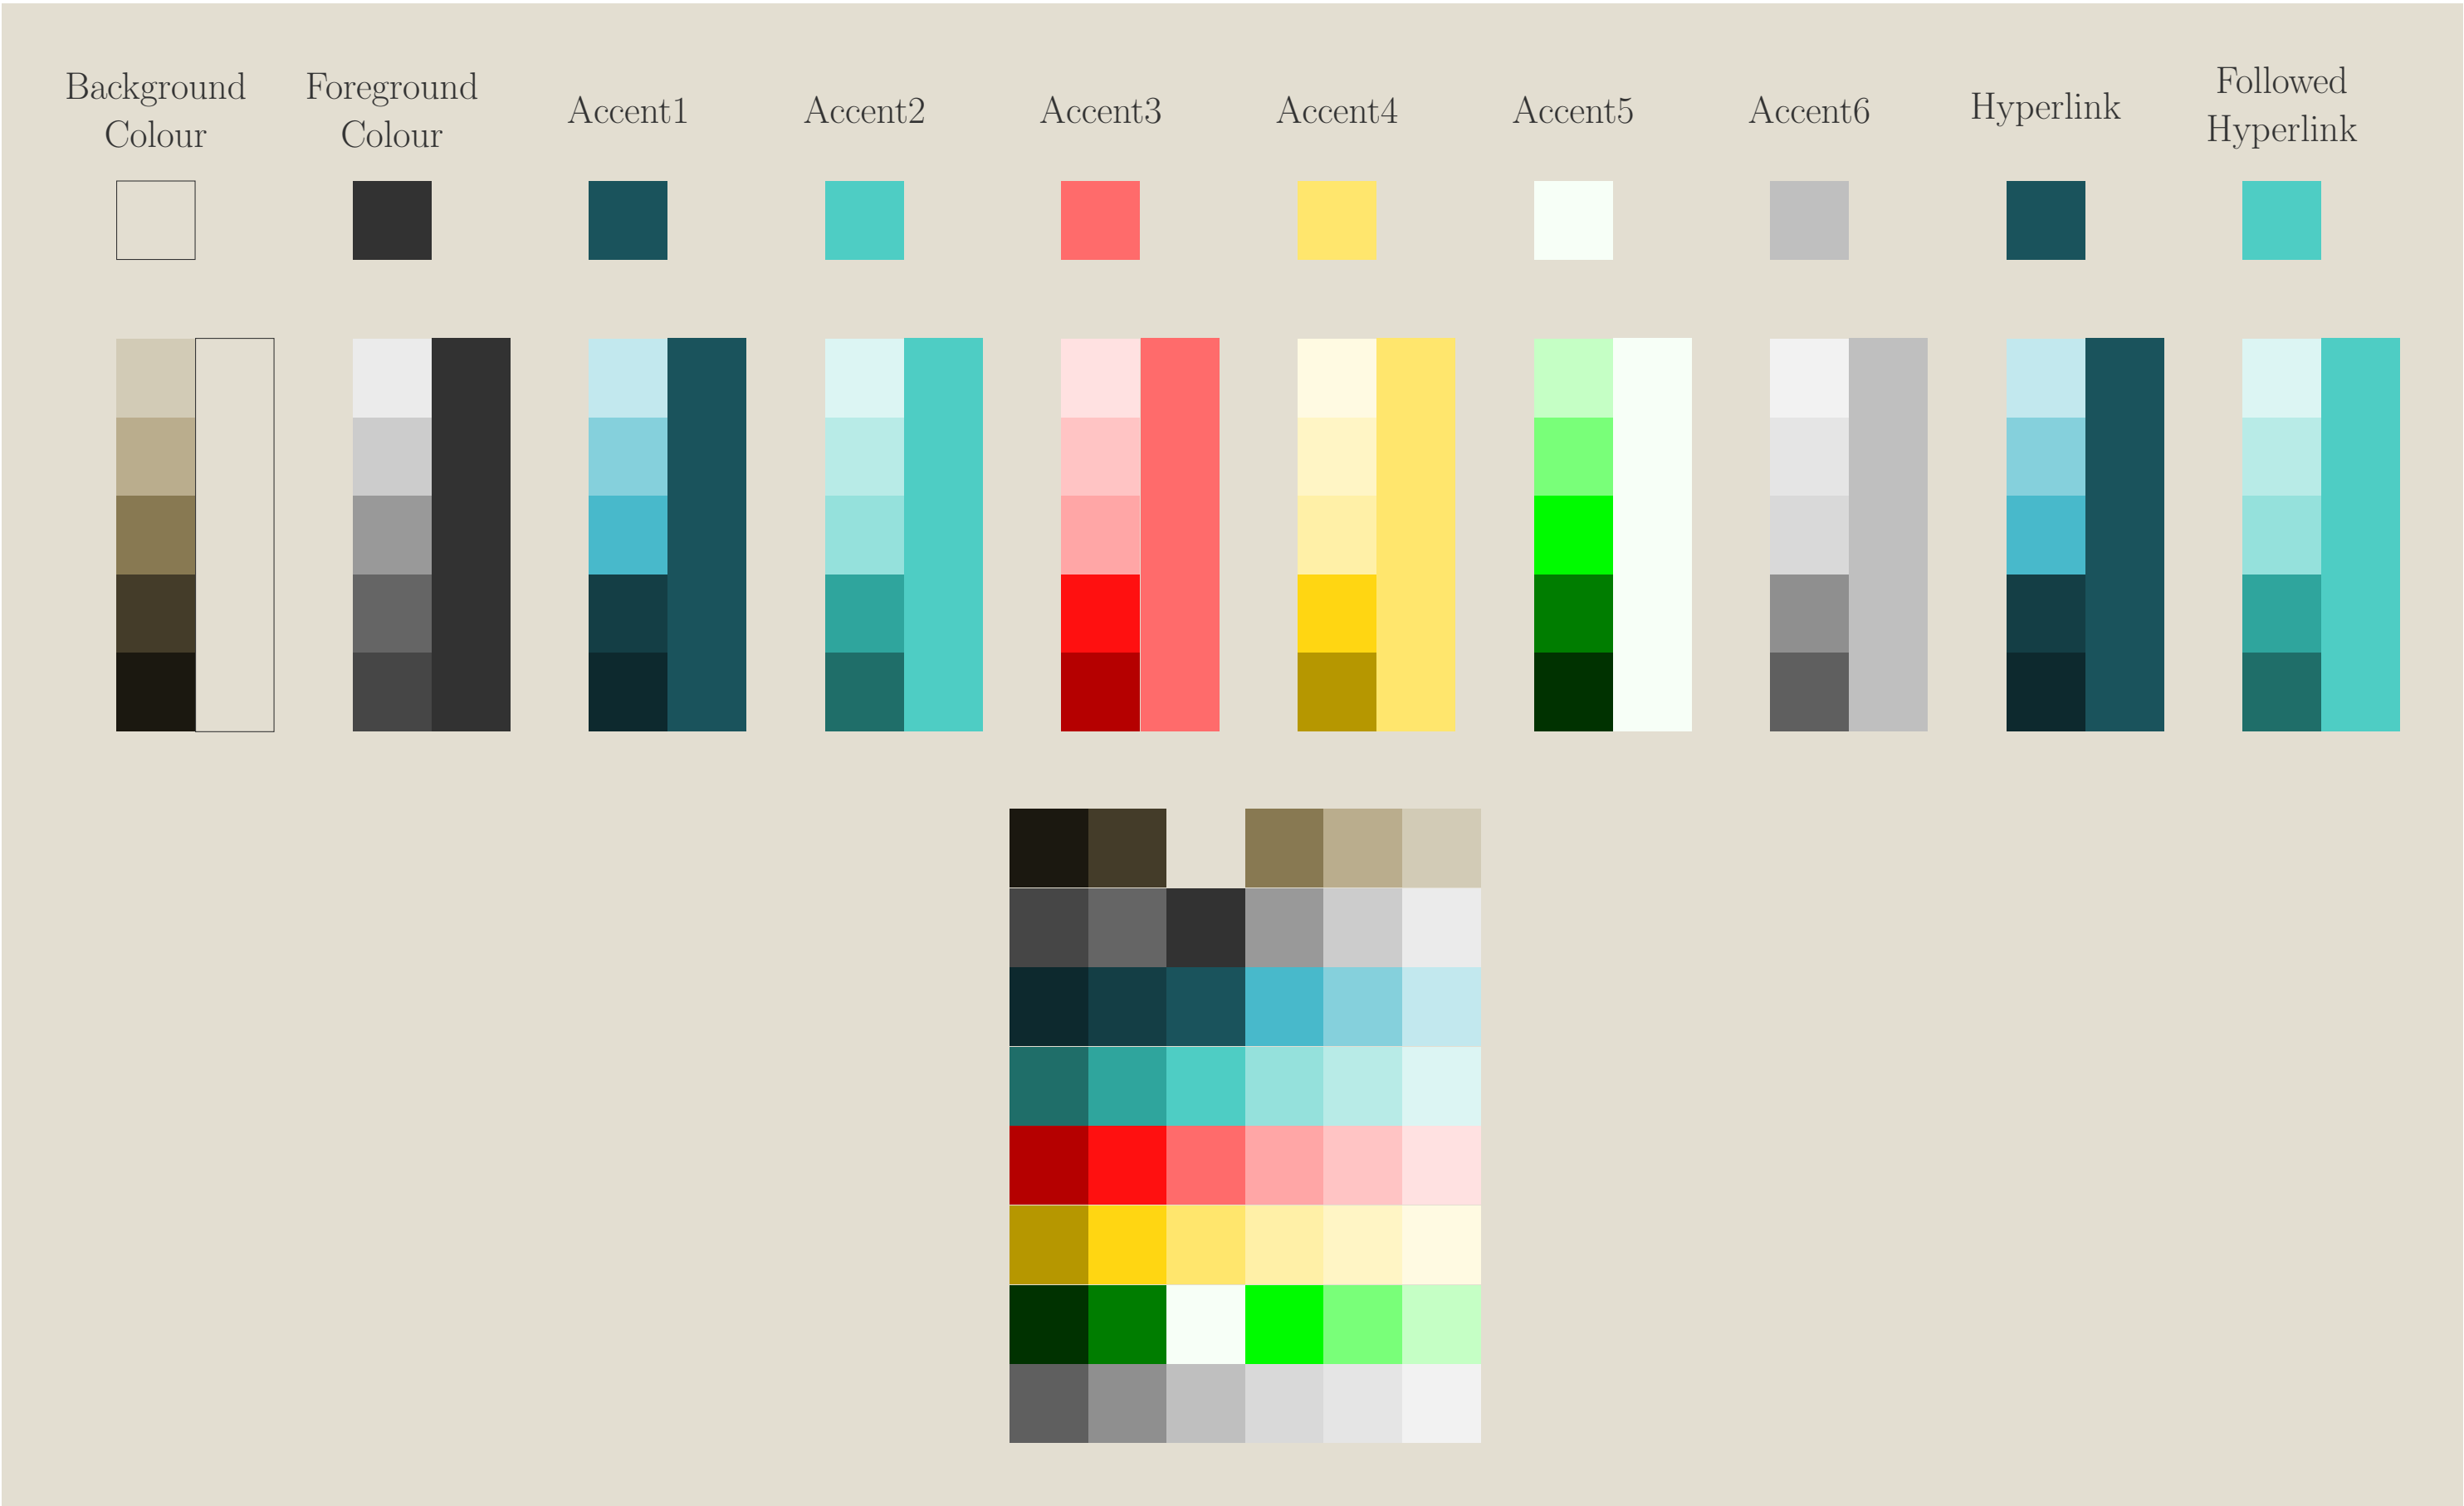 Background
Colour
Foreground
Colour
Accent1
Accent2
Accent3
Accent4
Accent5
Accent6
Hyperlink
Followed
Hyperlink